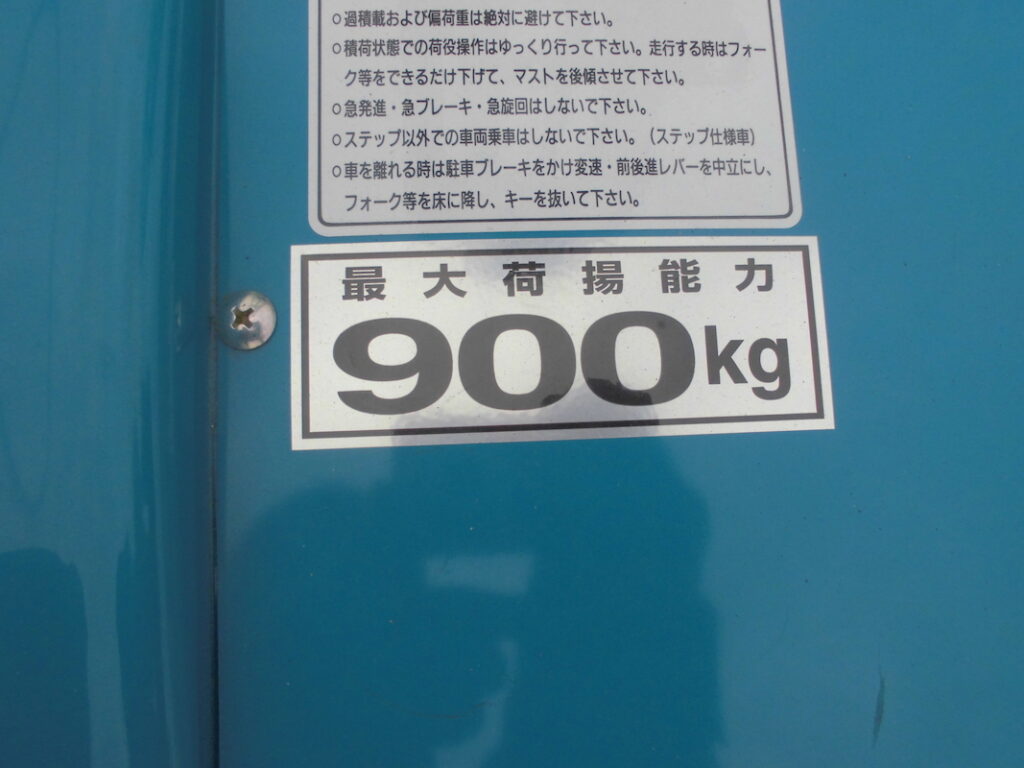 ○過積載および偏荷重は絶対に避けて下さい。
○積荷状態での荷役操作はゆっくり行って下さい。走行する時はフォー
ク等をできるだけ下げて、マストを後傾させて下さい。
○急発進・急ブレーキ・急旋回はしないで下さい。
○ステップ以外での車両乗車はしないで下さい。(ステップ仕様車)
○車を離れる時は駐車ブレーキをかけ変速・前後進レバーを中立にし、
フォーク等を床に降し、キーを抜いて下さい。
最大荷揚能力
900kg